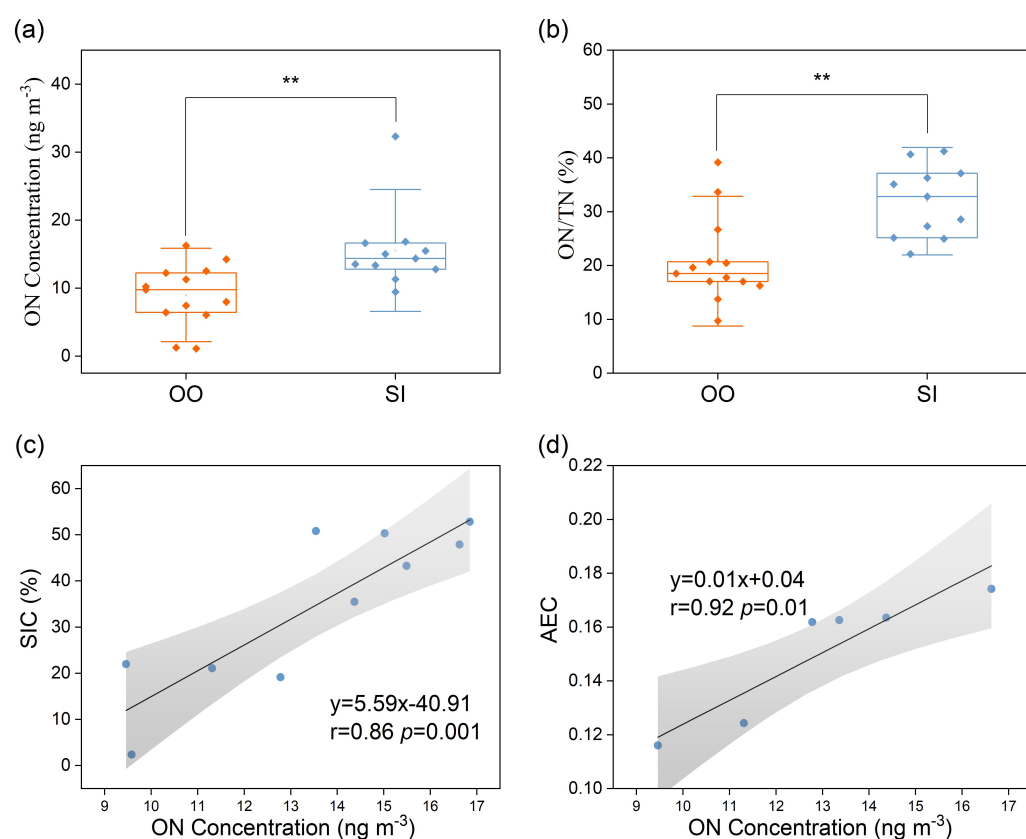 (a)
ON Concentration (ng m⁻³)
40
30
20
10
0
**
OO
SI
(b)
ON/TN (%)
60
50
40
30
20
10
0
**
OO
SI
(c)
SIC (%)
60
50
40
30
20
10
0
y=5.59x-40.91
r=0.86 p=0.001
9 10 11 12 13 14 15 16 17
ON Concentration (ng m⁻³)
(d)
AEC
0.22
0.20
0.18
0.16
0.14
0.12
0.10
y=0.01x+0.04
r=0.92 p=0.01
9 10 11 12 13 14 15 16 17
ON Concentration (ng m⁻³)